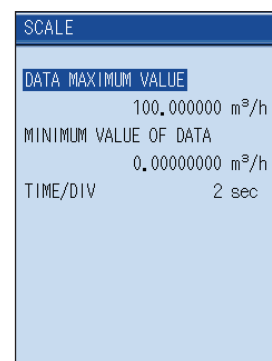 SCALE
DATA MAXIMUM VALUE
100.000000 m³/h
MINIMUM VALUE OF DATA
0.00000000 m³/h
TIME/DIV 2 sec